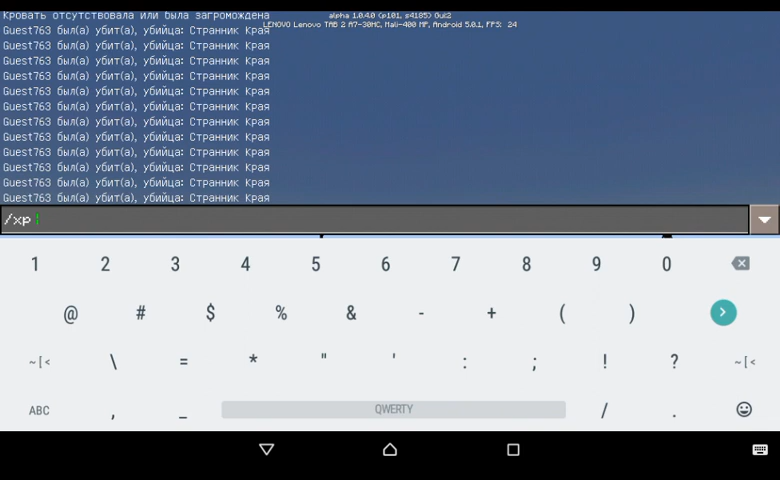 Кровать отсутствовала или была загромождена
alpha 1.0.4.0 (p101, s4185) Gui2
LENOVO Lenovo TAB 2 A7-30HC, Mali-400 MP, Android 5.0.1, FPS: 24
Guest763 был(а) убит(а), убийца: Странник Края
Guest763 был(а) убит(а), убийца: Странник Края
Guest763 был(а) убит(а), убийца: Странник Края
Guest763 был(а) убит(а), убийца: Странник Края
Guest763 был(а) убит(а), убийца: Странник Края
Guest763 был(а) убит(а), убийца: Странник Края
Guest763 был(а) убит(а), убийца: Странник Края
Guest763 был(а) убит(а), убийца: Странник Края
Guest763 был(а) убит(а), убийца: Странник Края
Guest763 был(а) убит(а), убийца: Странник Края
Guest763 был(а) убит(а), убийца: Странник Края
Guest763 был(а) убит(а), убийца: Странник Края
/xp
1 2 3 4 5 6 7 8 9 0
@ # $ % & - + ( )
~[< \ = * " ' : ; ! ? ~[<
ABC , _ QWERTY / .